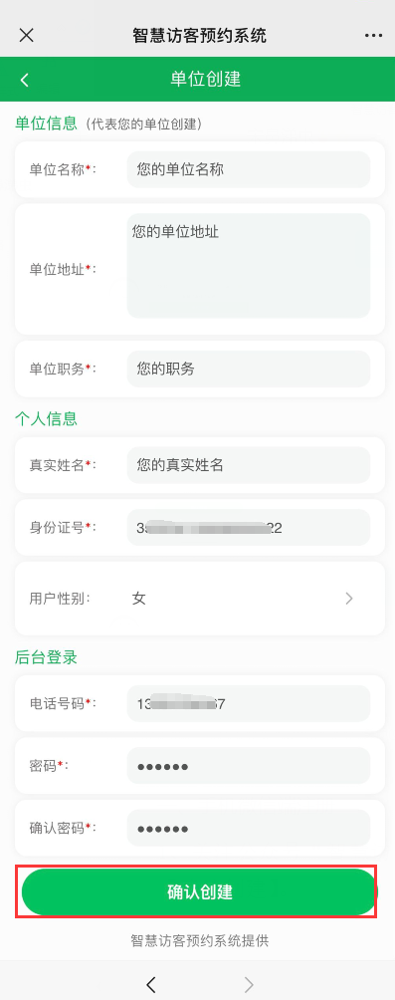 智慧访客预约系统
单位创建
单位信息（代表您的单位创建）
单位名称*： 您的单位名称
您的单位地址
单位地址*：
单位职务*： 您的职务
个人信息
真实姓名*： 您的真实姓名
身份证号*： 3 22
用户性别： 女
后台登录
电话号码*： 13 67
密码*： ●●●●●●
确认密码*： ●●●●●●
确认创建
智慧访客预约系统提供